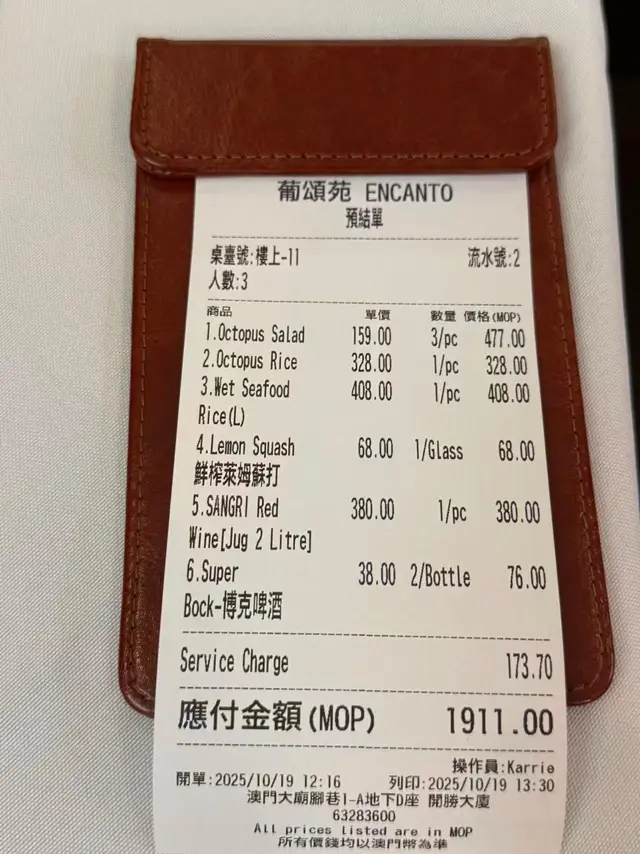 葡頌苑 ENCANTO
預結單
桌臺號:樓上-11 流水號:2
人數:3
商品 單價 數量 價格(MOP)
1.Octopus Salad 159.00 3/pc 477.00
2.Octopus Rice 328.00 1/pc 328.00
3.Wet Seafood 408.00 1/pc 408.00
Rice(L)
4.Lemon Squash 68.00 1/Glass 68.00
鮮榨萊姆蘇打
5.SANGRI Red 380.00 1/pc 380.00
Wine[Jug 2 Litre]
6.Super 38.00 2/Bottle 76.00
Bock-博克啤酒
Service Charge 173.70
應付金額(MOP) 1911.00
操作員:Karrie
開單:2025/10/19 12:16 列印:2025/10/19 13:30
澳門大廟腳巷1-A地下D座 開勝大廈
63283600
All prices listed are in MOP
所有價錢均以澳門幣為準